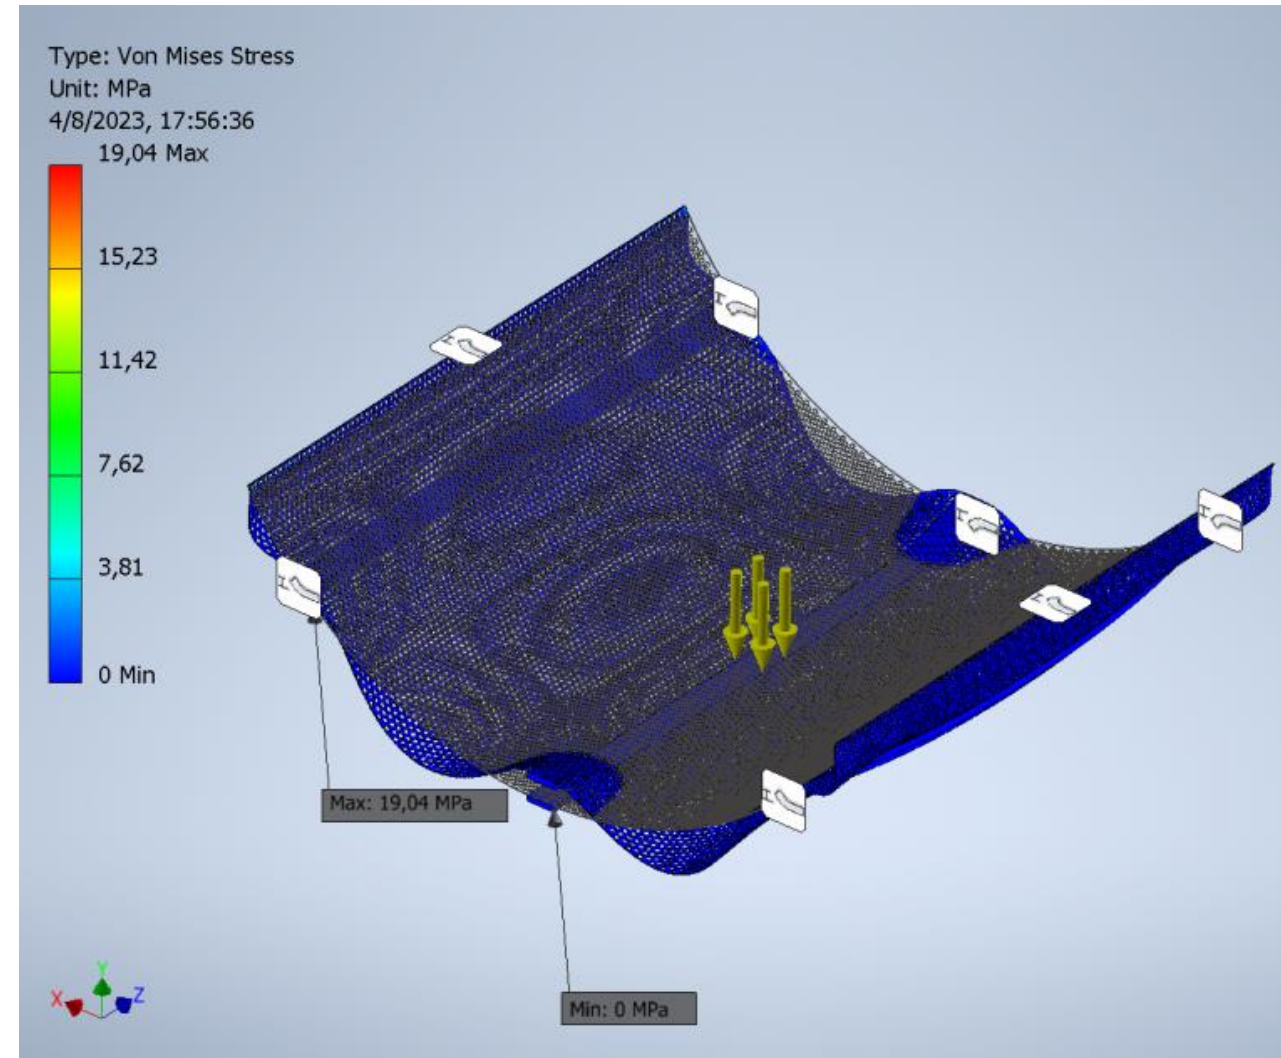 Type: Von Mises Stress
Unit: MPa
4/8/2023, 17:56:36
19,04 Max
15,23
11,42
7,62
3,81
0 Min
Max: 19,04 MPa
Min: 0 MPa
Y
X
Z